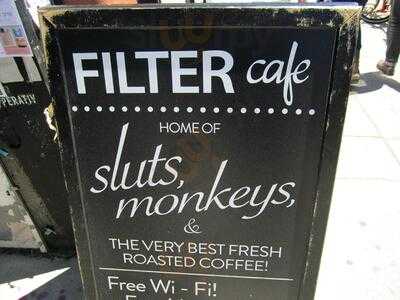 FILTER cafe
HOME OF
sluts,
monkeys,
&
THE VERY BEST FRESH
ROASTED COFFEE!
Free Wi - Fi!